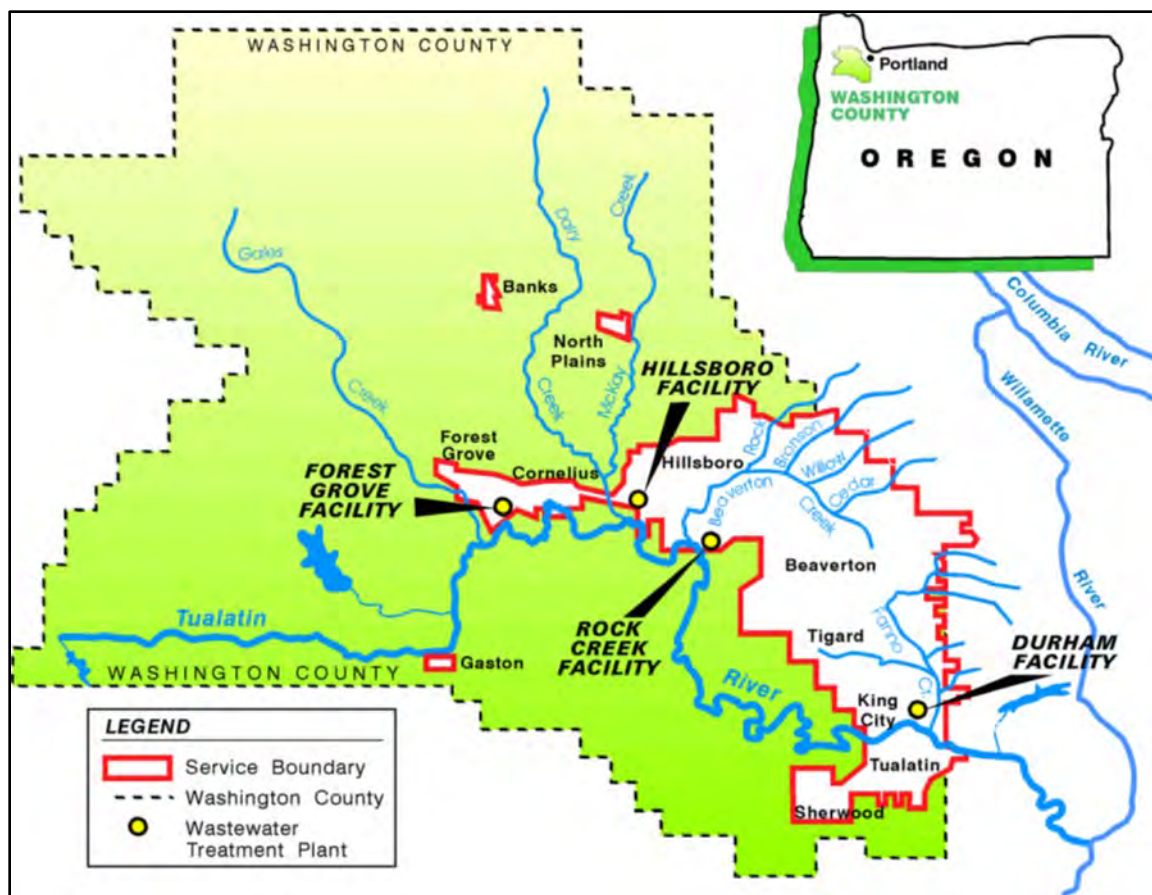 WASHINGTON COUNTY
Portland
WASHINGTON
COUNTY
OREGON
Columbia
River
Willamette
River
Gales
Creek
Dairy
Creek
McKay
Creek
Banks
North
Plains
HILLSBORO
FACILITY
Forest
Grove
Cornelius
Hillsboro
Rock
Bronson
Willow
Cedar
Beaverton
Creek
FOREST
GROVE
FACILITY
Beaverton
Tualatin
River
WASHINGTON COUNTY
Gaston
ROCK
CREEK
FACILITY
Tigard
Fanno
Cr.
DURHAM
FACILITY
King
City
Tualatin
Sherwood
LEGEND
Service Boundary
Washington County
Wastewater
Treatment Plant